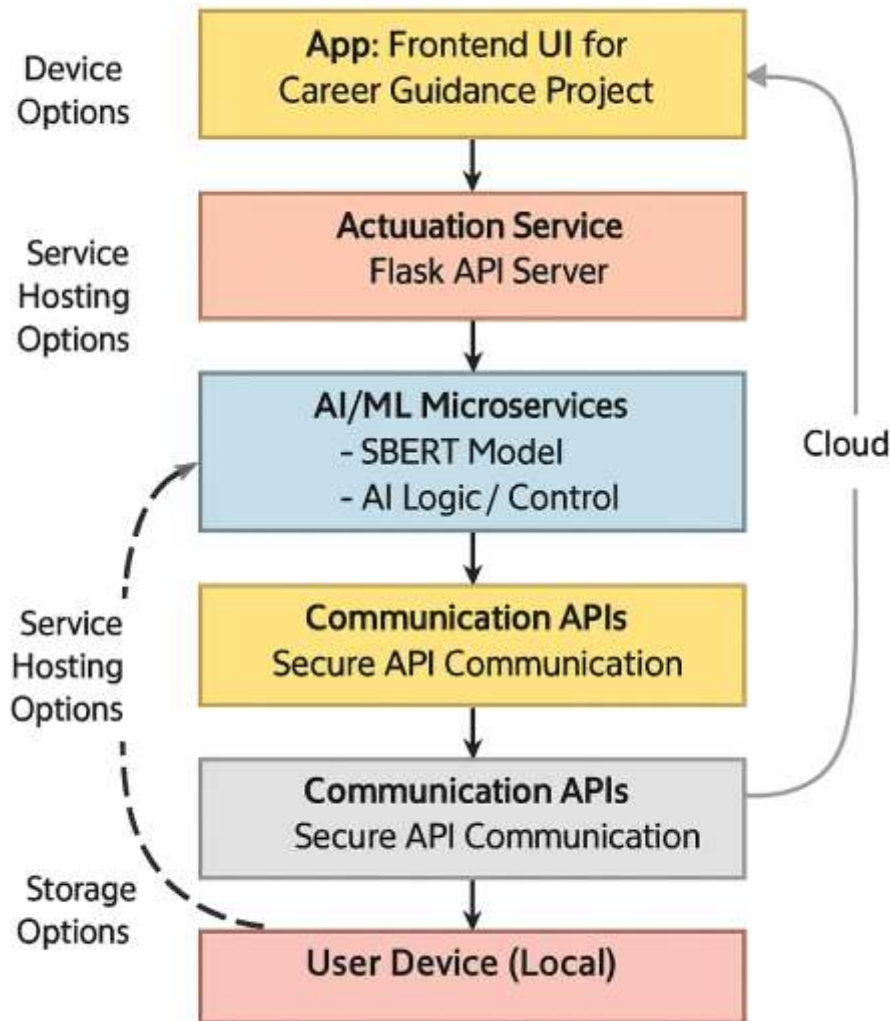 App: Frontend UI for
Career Guidance Project
Device
Options
Actuuation Service
Flask API Server
Service
Hosting
Options
AI/ML Microservices
- SBERT Model
- AI Logic / Control
Cloud
Communication APIs
Secure API Communication
Service
Hosting
Options
Communication APIs
Secure API Communication
Storage
Options
User Device (Local)